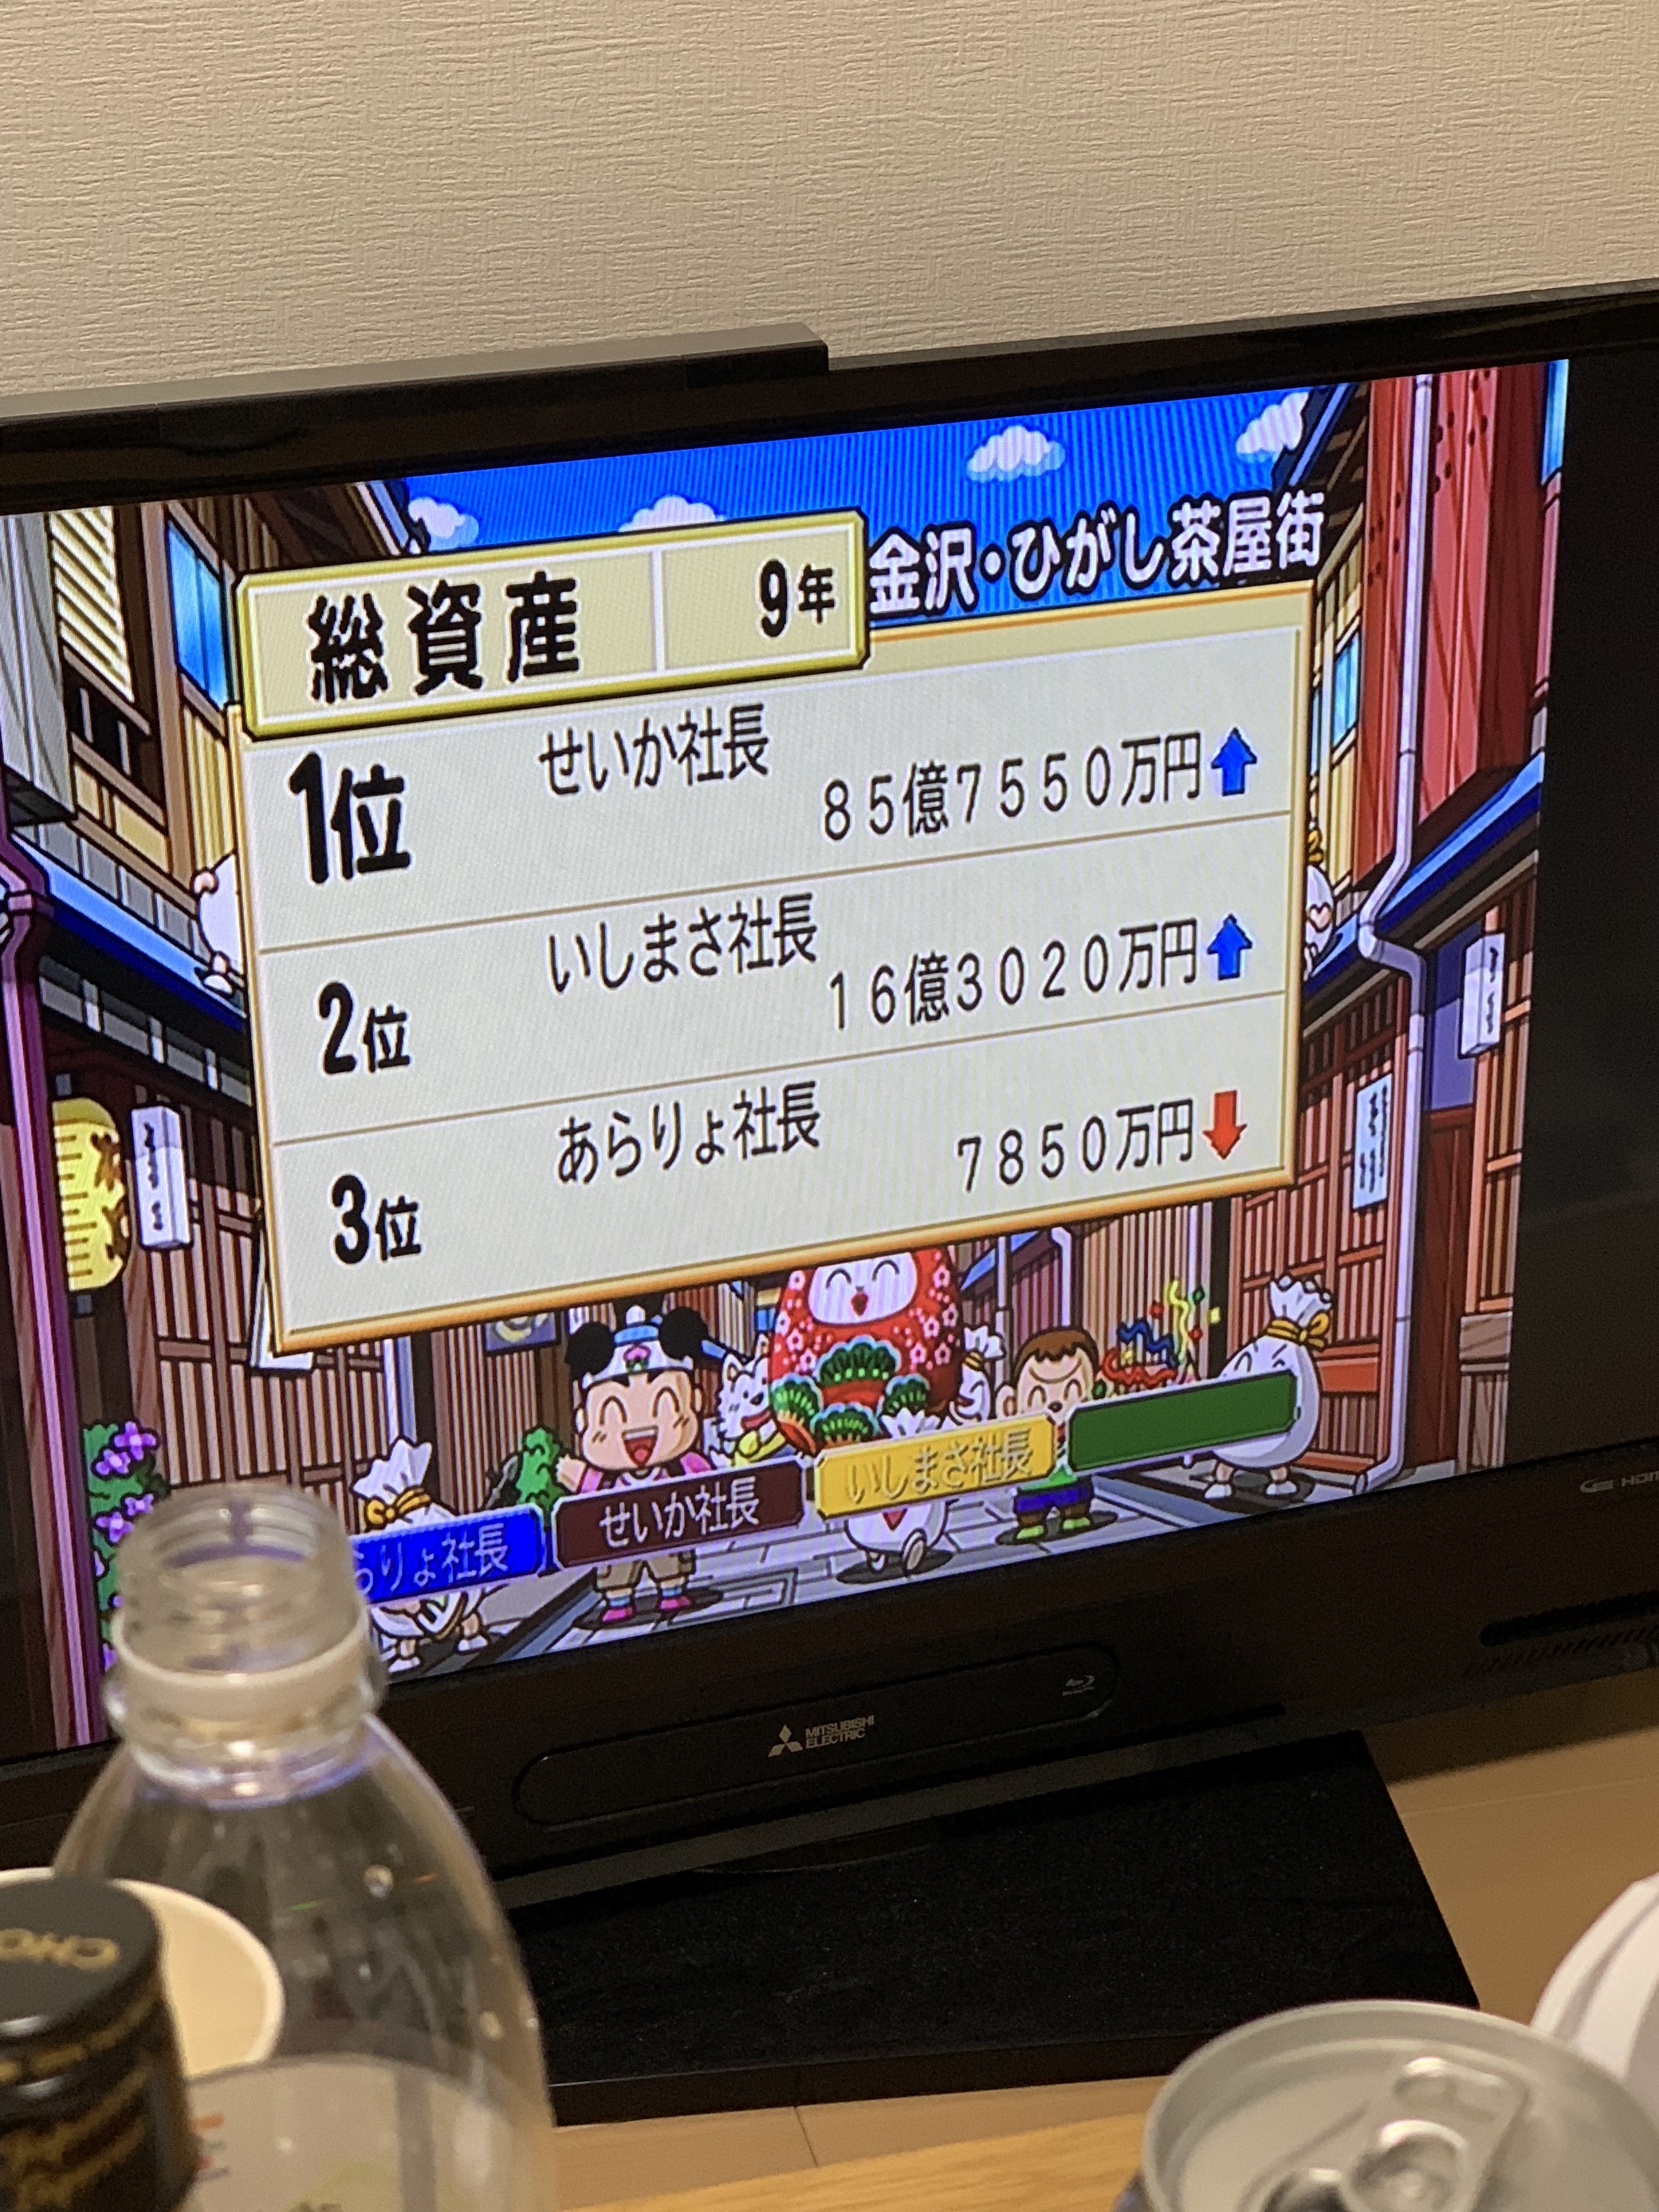 金沢・ひがし茶屋街
総資産 9年
1位 せいか社長 85億7550万円
2位 いしまさ社長 16億3020万円
3位 あらりょ社長 7850万円
らりょ社長 せいか社長 いしまさ社長
MITSUBISHI
ELECTRIC
CHO